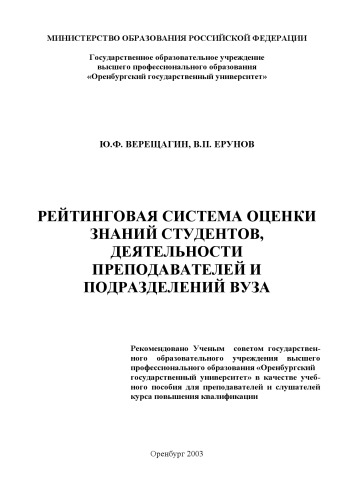 МИНИСТЕРСТВО ОБРАЗОВАНИЯ РОССИЙСКОЙ ФЕДЕРАЦИИ
Государственное образовательное учреждение
высшего профессионального образования
«Оренбургский государственный университет»
Ю.Ф. ВЕРЕЩАГИН, В.П. ЕРУНОВ
РЕЙТИНГОВАЯ СИСТЕМА ОЦЕНКИ
ЗНАНИЙ СТУДЕНТОВ,
ДЕЯТЕЛЬНОСТИ
ПРЕПОДАВАТЕЛЕЙ И
ПОДРАЗДЕЛЕНИЙ ВУЗА
Рекомендовано Ученым советом государствен-
ного образовательного учреждения высшего
профессионального образования «Оренбургский
государственный университет» в качестве учеб-
ного пособия для преподавателей и слушателей
курса повышения квалификации
Оренбург 2003